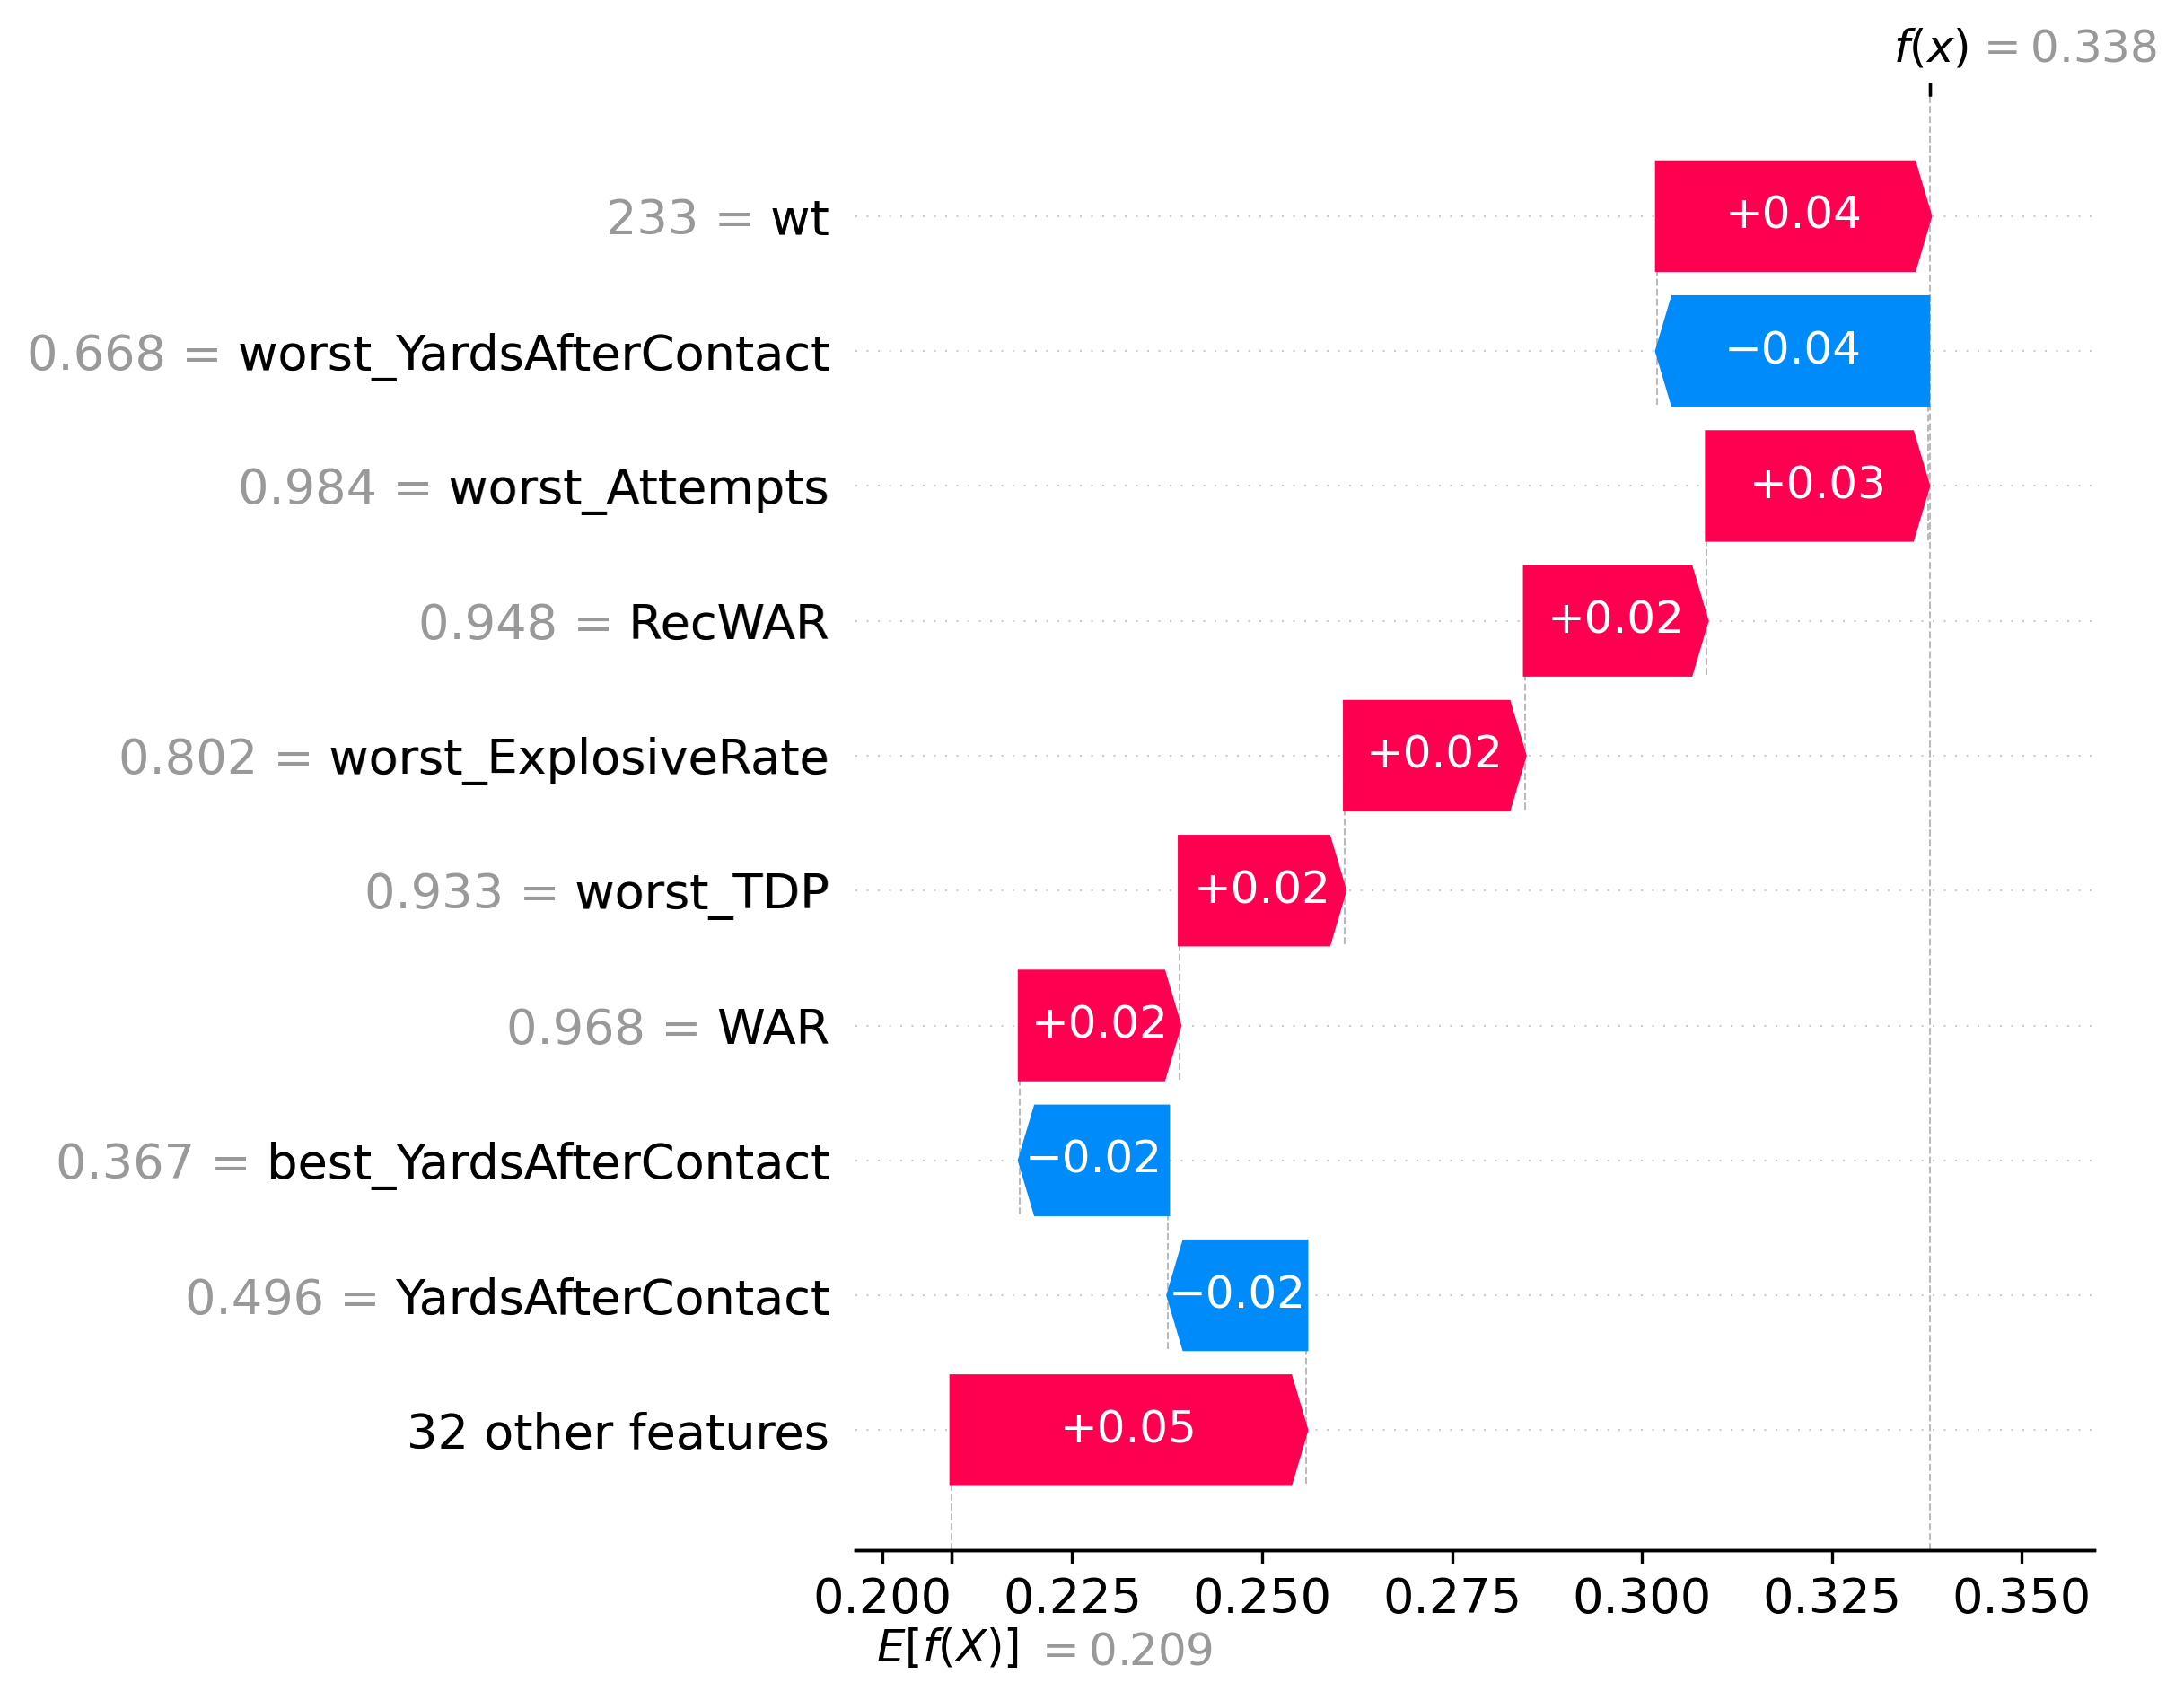 f(x) = 0.338
233 = wt +0.04
0.668 = worst_YardsAfterContact −0.04
0.984 = worst_Attempts +0.03
0.948 = RecWAR +0.02
0.802 = worst_ExplosiveRate +0.02
0.933 = worst_TDP +0.02
0.968 = WAR +0.02
0.367 = best_YardsAfterContact −0.02
0.496 = YardsAfterContact −0.02
32 other features +0.05
0.200 0.225 0.250 0.275 0.300 0.325 0.350
E[f(X)] = 0.209